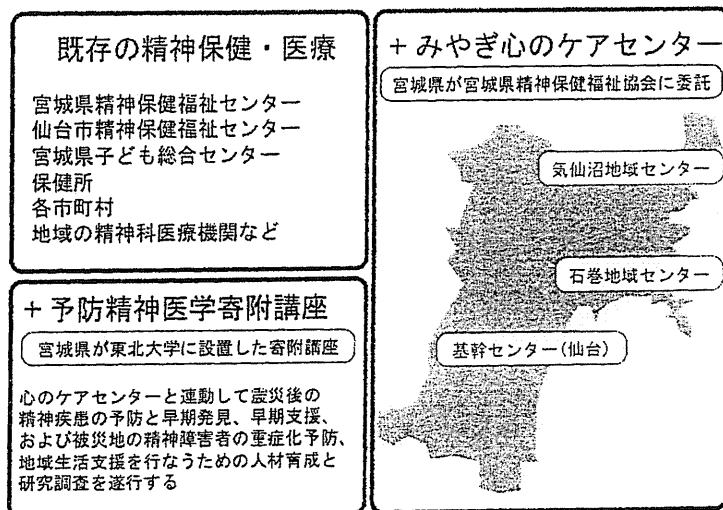 既存の精神保健・医療
宮城県精神保健福祉センター
仙台市精神保健福祉センター
宮城県子ども総合センター
保健所
各市町村
地域の精神科医療機関など
+予防精神医学寄附講座
宮城県が東北大学に設置した寄附講座
心のケアセンターと連動して震災後の
精神疾患の予防と早期発見、早期支援、
および被災地の精神障害者の重症化予防、
地域生活支援を行なうための人材育成と
研究調査を遂行する
+みやぎ心のケアセンター
宮城県が宮城県精神保健福祉協会に委託
気仙沼地域センター
石巻地域センター
基幹センター(仙台)